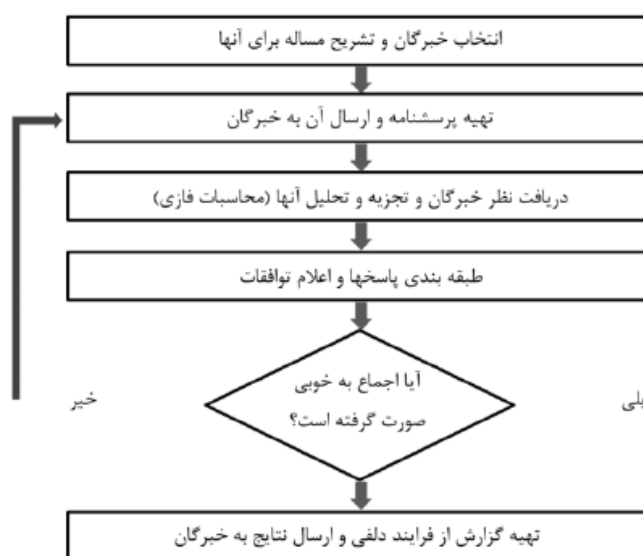 انتخاب خبرگان و تشریح مساله برای آنها
تهیه پرسشنامه و ارسال آن به خبرگان
دریافت نظر خبرگان و تجزیه و تحلیل آنها (محاسبات فازی)
طبقه بندی پاسخها و اعلام توافقات
آیا اجماع به خوبی
صورت گرفته است؟
بلی
خیر
تهیه گزارش از فرایند دلفی و ارسال نتایج به خبرگان